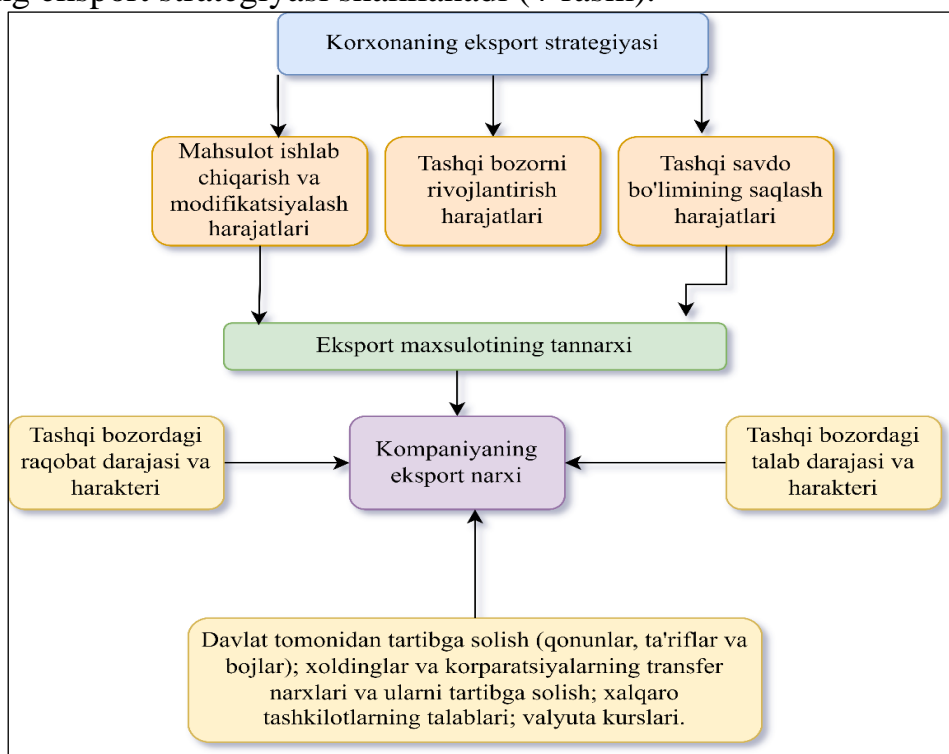 eksport strategiyasi
Korxonaning eksport strategiyasi
Mahsulot ishlab
chiqarish va
modifikatsiyalash
harajatlari
Tashqi bozorni
rivojlantirish
harajatlari
Tashqi savdo
bo'limining saqlash
harajatlari
Eksport maxsulotining tannarxi
Tashqi bozordagi
raqobat darajasi va
harakteri
Kompaniyaning
eksport narxi
Tashqi bozordagi
talab darajasi va
harakteri
Davlat tomonidan tartibga solish (qonunlar, ta'riflar va
bojlar); xoldinglar va korparatsiyalarning transfer
narxlari va ularni tartibga solish; xalqaro
tashkilotlarning talablari; valyuta kurslari.